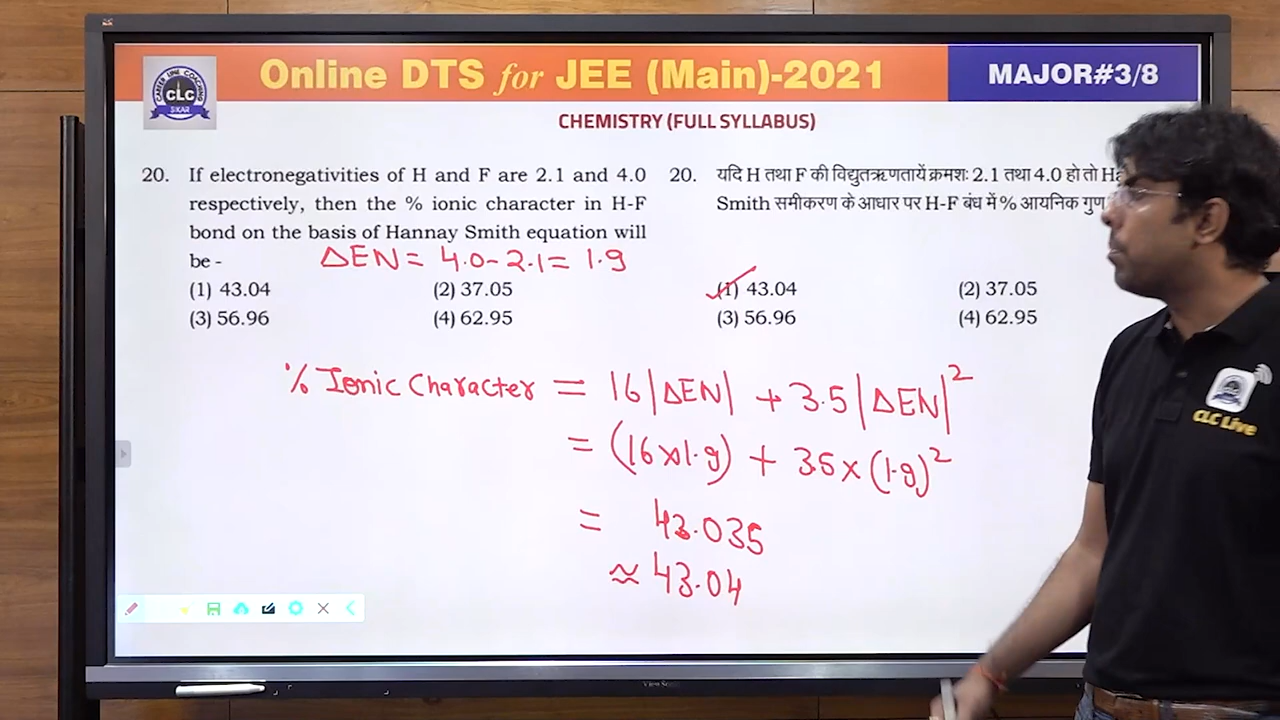 Online DTS for JEE (Main)-2021
MAJOR#3/8
CAREER LINE COACHING
CLC
SIKAR
CHEMISTRY (FULL SYLLABUS)
20. If electronegativities of H and F are 2.1 and 4.0
respectively, then the % ionic character in H-F
bond on the basis of Hannay Smith equation will
be -
ΔEN = 4.0 - 2.1 = 1.9
(1) 43.04 (2) 37.05
(3) 56.96 (4) 62.95
20. यदि H तथा F की विद्युतऋणतायें क्रमशः 2.1 तथा 4.0 हो तो Ha
Smith समीकरण के आधार पर H-F बंध में % आयनिक गुण
(1) 43.04 (2) 37.05
(3) 56.96 (4) 62.95
% Ionic Character = 16|ΔEN| + 3.5|ΔEN|²
= (16×1.9) + 3.5×(1.9)²
= 43.035
≈ 43.04
CLC Live